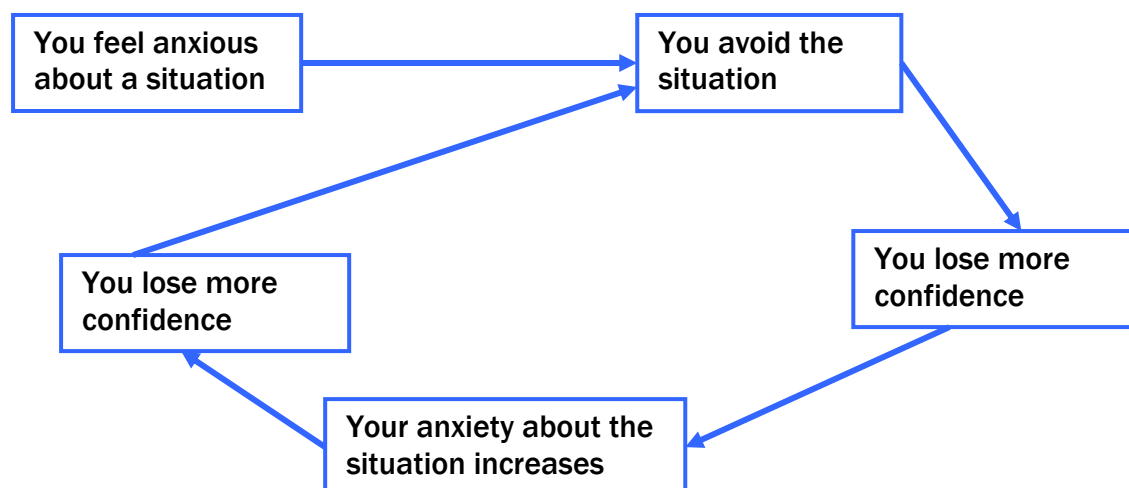 You feel anxious
about a situation
You avoid the
situation
You lose more
confidence
You lose more
confidence
Your anxiety about the
situation increases